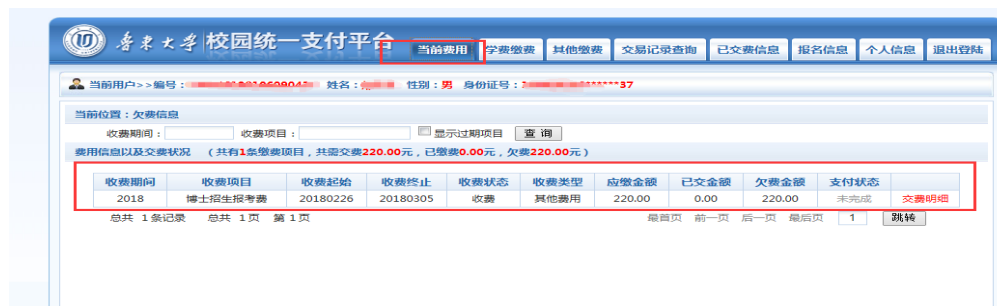 鲁东大学 校园统一支付平台 当前费用 学费缴费 其他缴费 交易记录查询 已交费信息 报名信息 个人信息 退出登陆
当前用户>>编号： 姓名： 性别：男 身份证号： ******37
当前位置：欠费信息
收费期间： 收费项目： 显示过期项目 查 询
费用信息以及交费状况 （共有1条缴费项目，共需交费220.00元，已缴费0.00元，欠费220.00元）
收费期间 收费项目 收费起始 收费终止 收费状态 收费类型 应缴金额 已交金额 欠费金额 支付状态
2018 博士招生报考费 20180226 20180305 收费 其他费用 220.00 0.00 220.00 未完成 交费明细
总共 1条记录 总共 1页 第1页 最首页 前一页 后一页 最后页 1 跳转